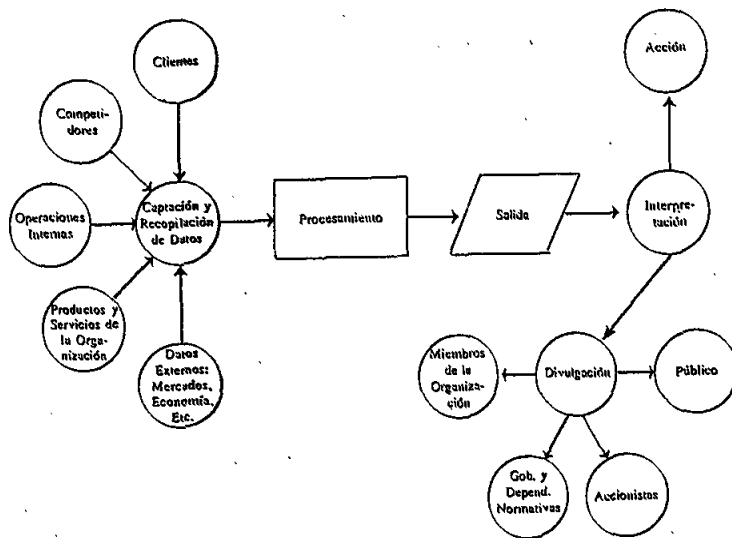 Clientes
Acción
Competi-
dores
Operaciones
Internas
Captación y
Recopilación
de Datos
Procesamiento
Salida
Interpre-
tación
Productos y
Servicios de
la Orga-
nización
Datos
Externos:
Mercados,
Economía,
Etc.
Miembros
de la
Organiza-
ción
Divulgación
Público
Gob. y
Depend.
Normativas
Accionistas